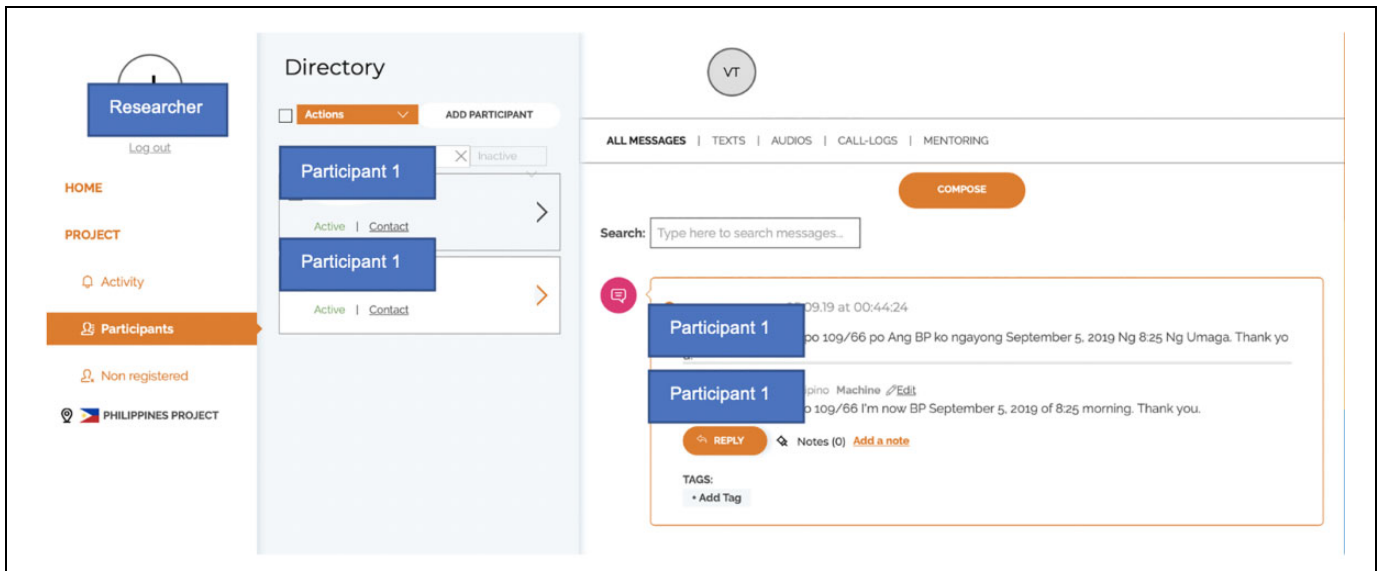 Researcher
Log out
HOME
PROJECT
Activity
Participants
Non registered
PHILIPPINES PROJECT
Directory
Actions
ADD PARTICIPANT
Participant 1
Inactive
Active | Contact
Participant 1
Active | Contact
VT
ALL MESSAGES | TEXTS | AUDIOS | CALL-LOGS | MENTORING
COMPOSE
Search: Type here to search messages...
09.19 at 00:44:24
Participant 1
po 109/66 po Ang BP ko ngayong September 5, 2019 Ng 8:25 Ng Umaga. Thank yo
Participant 1
Machine Edit
109/66 I'm now BP September 5, 2019 of 8:25 morning. Thank you.
REPLY Notes (0) Add a note
TAGS:
+ Add Tag